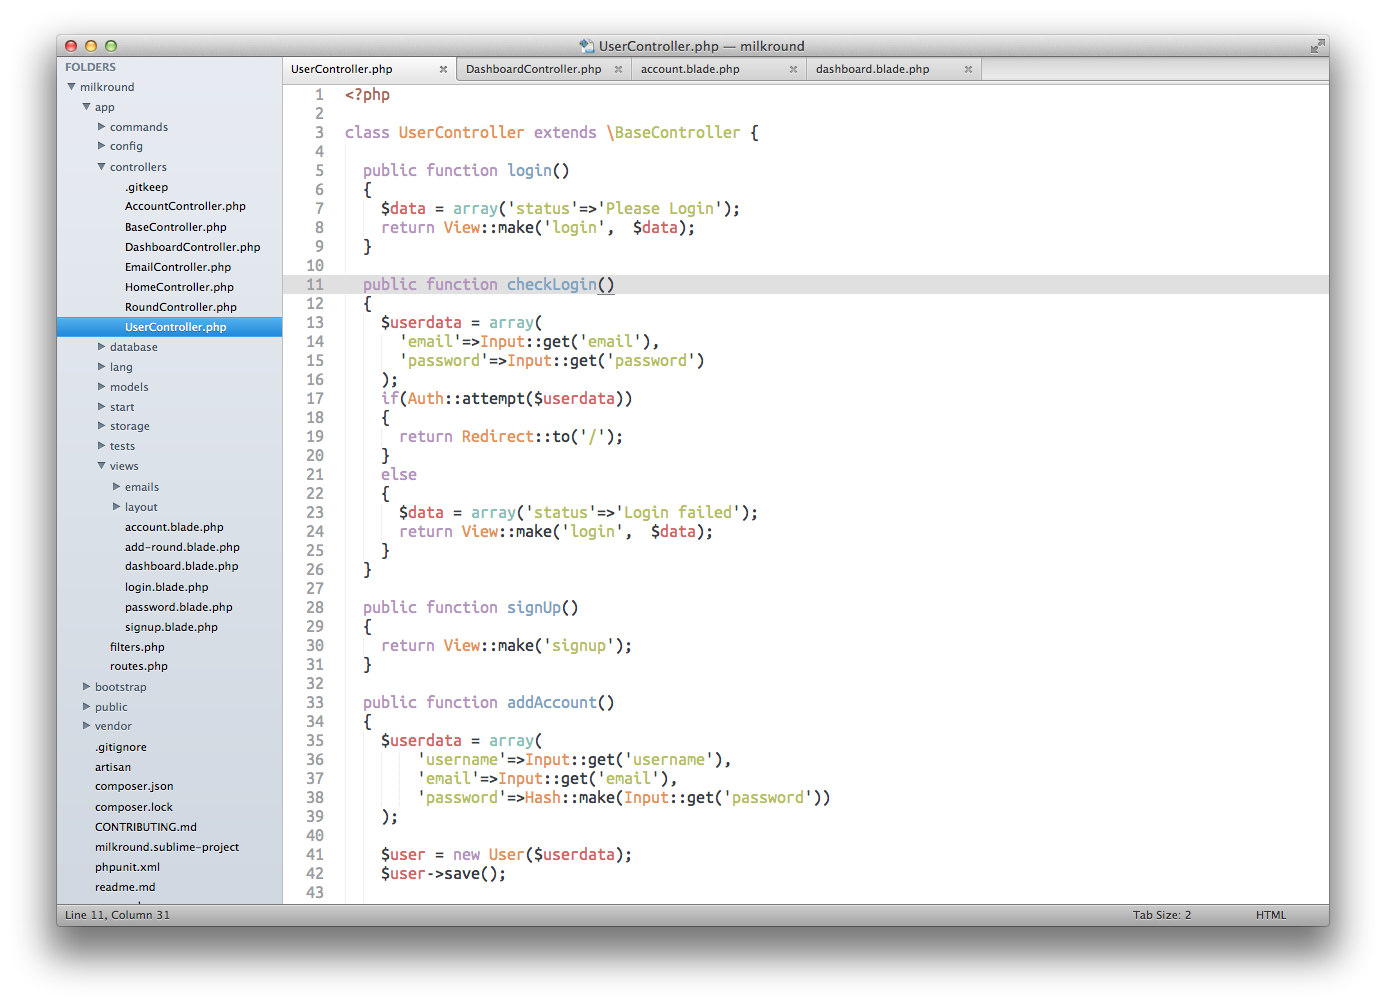 UserController.php — milkround
FOLDERS
milkround
app
commands
config
controllers
.gitkeep
AccountController.php
BaseController.php
DashboardController.php
EmailController.php
HomeController.php
RoundController.php
UserController.php
database
lang
models
start
storage
tests
views
emails
layout
account.blade.php
add-round.blade.php
dashboard.blade.php
login.blade.php
password.blade.php
signup.blade.php
filters.php
routes.php
bootstrap
public
vendor
.gitignore
artisan
composer.json
composer.lock
CONTRIBUTING.md
milkround.sublime-project
phpunit.xml
readme.md
UserController.php DashboardController.php account.blade.php dashboard.blade.php
1 <?php
2
3 class UserController extends \BaseController {
4
5   public function login()
6   {
7     $data = array('status'=>'Please Login');
8     return View::make('login',  $data);
9   }
10
11   public function checkLogin()
12   {
13     $userdata = array(
14       'email'=>Input::get('email'),
15       'password'=>Input::get('password')
16     );
17     if(Auth::attempt($userdata))
18     {
19       return Redirect::to('/');
20     }
21     else
22     {
23       $data = array('status'=>'Login failed');
24       return View::make('login',  $data);
25     }
26   }
27
28   public function signUp()
29   {
30     return View::make('signup');
31   }
32
33   public function addAccount()
34   {
35     $userdata = array(
36         'username'=>Input::get('username'),
37         'email'=>Input::get('email'),
38         'password'=>Hash::make(Input::get('password'))
39     );
40
41     $user = new User($userdata);
42     $user->save();
43
Line 11, Column 31 Tab Size: 2 HTML